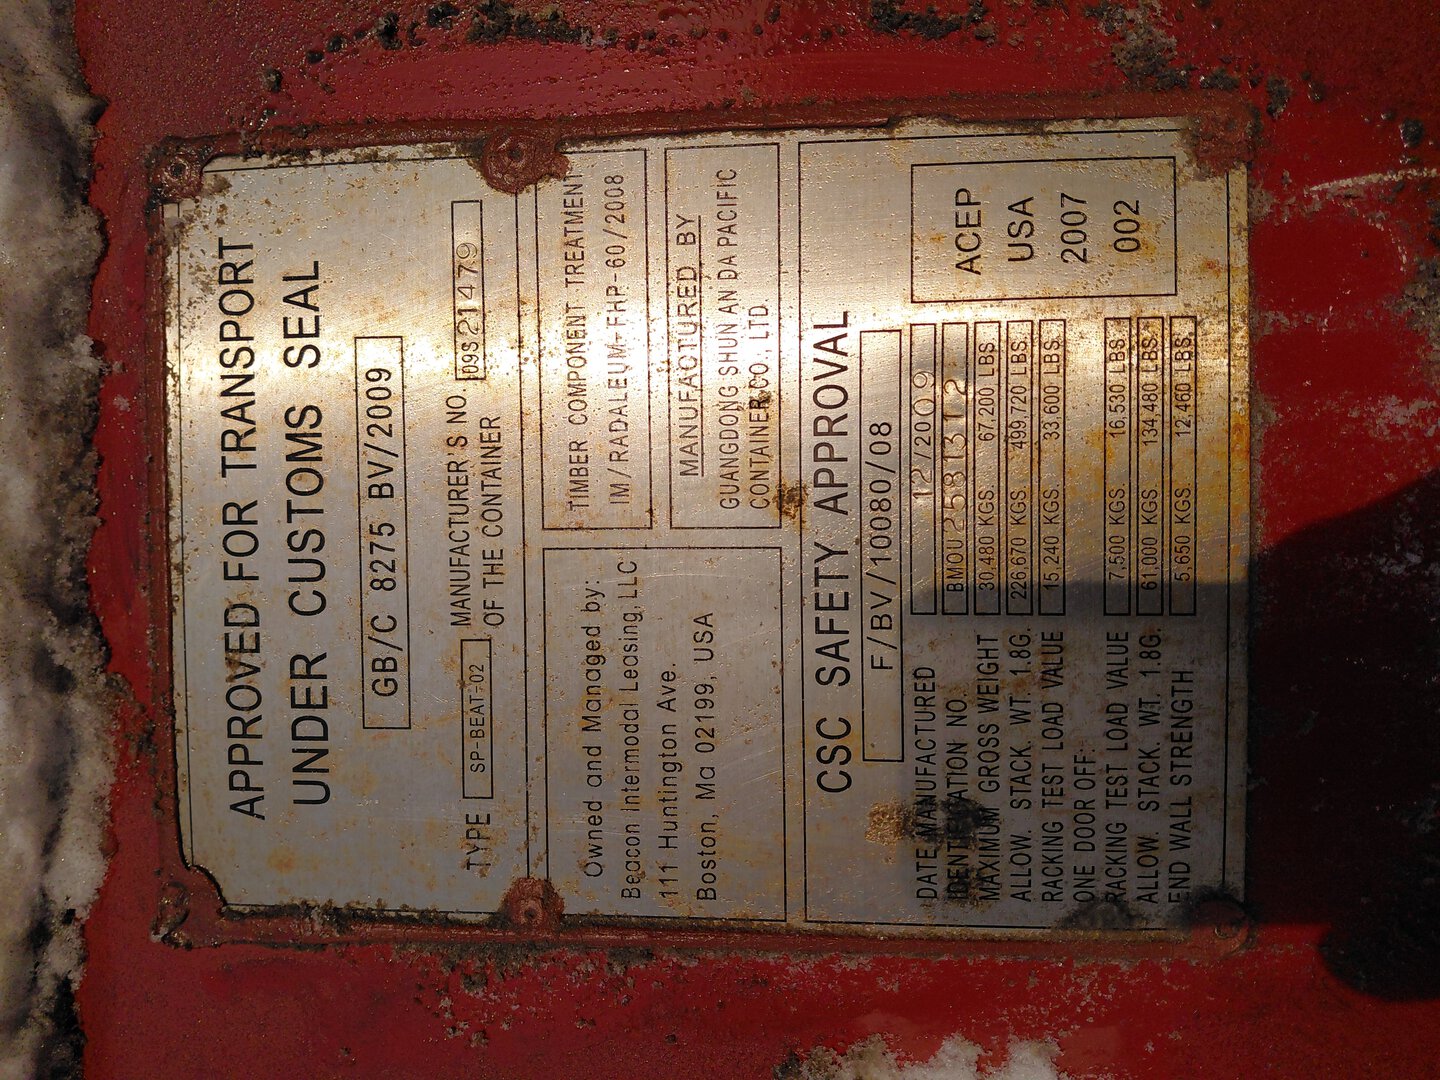 APPROVED FOR TRANSPORT
UNDER CUSTOMS SEAL
GB/C 8275 BV/2009
TYPE SP-BEAT-02 MANUFACTURER'S NO. 09S21479
OF THE CONTAINER
Owned and Managed by:
Beacon Intermodal Leasing, LLC
111 Huntington Ave.
Boston, Ma 02199, USA
TIMBER COMPONENT TREATMENT
IM/RADALEUM-FHP-60/2008
MANUFACTURED BY
GUANGDONG SHUN AN DA PACIFIC
CONTAINER CO., LTD.
CSC SAFETY APPROVAL
F/BV/10080/08
DATE MANUFACTURED 12/2009
IDENTIFICATION NO. BMOU 2581312
MAXIMUM GROSS WEIGHT 30,480 KGS. 67,200 LBS.
ALLOW. STACK. WT. 1.8G. 226,670 KGS. 499,720 LBS.
RACKING TEST LOAD VALUE 15,240 KGS. 33,600 LBS.
ONE DOOR OFF:
RACKING TEST LOAD VALUE 7,500 KGS. 16,530 LBS.
ALLOW. STACK. WT. 1.8G. 61,000 KGS. 134,480 LBS.
END WALL STRENGTH 5,650 KGS. 12,460 LBS.
ACEP
USA
2007
002